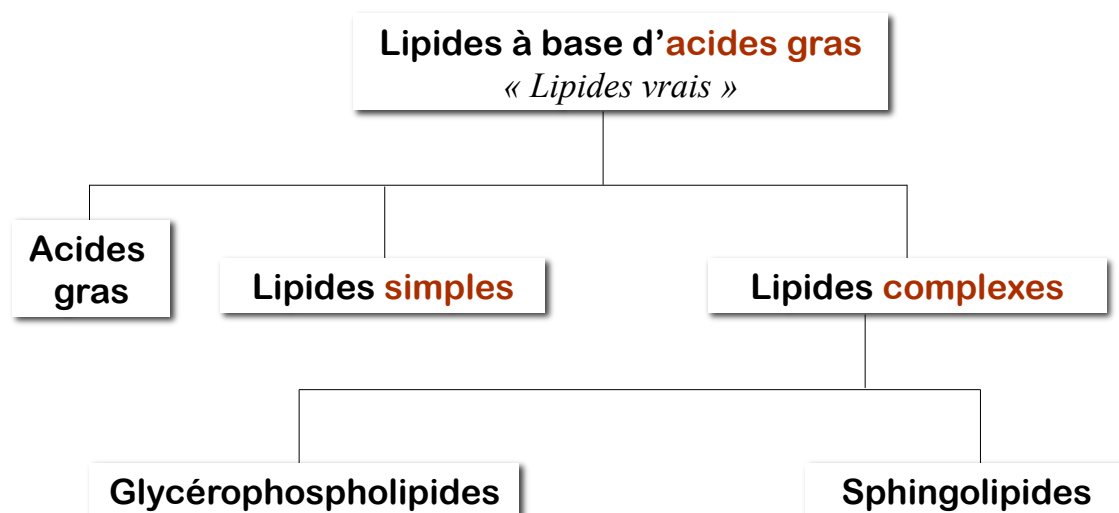 Lipides à base d’acides gras
« Lipides vrais »
Acides
gras
Lipides simples
Lipides complexes
Glycérophospholipides
Sphingolipides